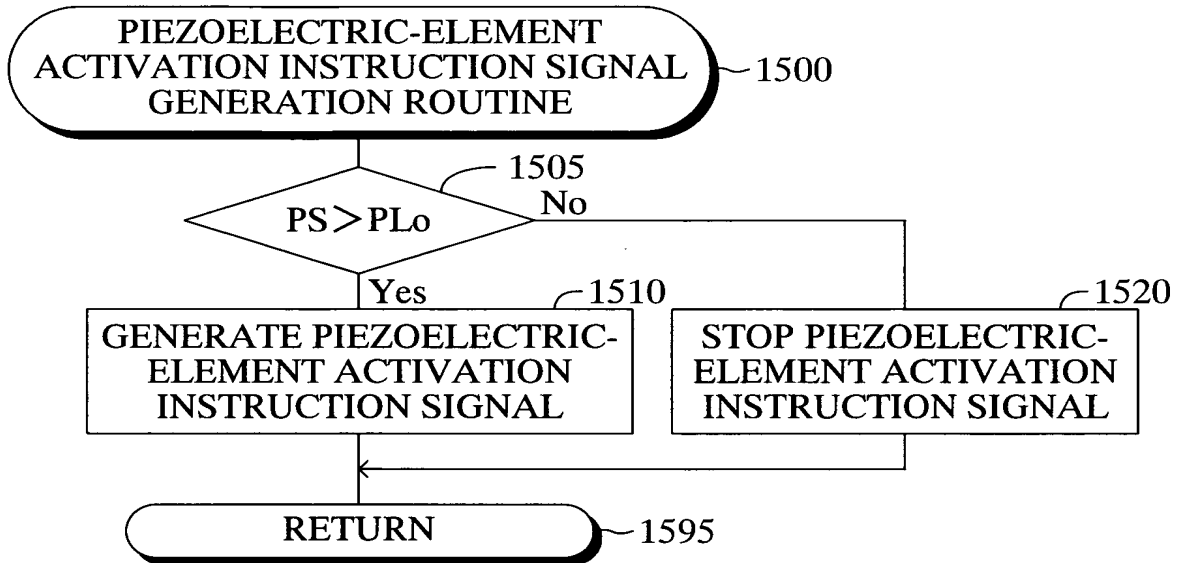 PIEZOELECTRIC-ELEMENT
ACTIVATION INSTRUCTION SIGNAL
GENERATION ROUTINE
1500
1505
PS＞PLo
No
Yes
1510
GENERATE PIEZOELECTRIC-
ELEMENT ACTIVATION
INSTRUCTION SIGNAL
1520
STOP PIEZOELECTRIC-
ELEMENT ACTIVATION
INSTRUCTION SIGNAL
RETURN
1595